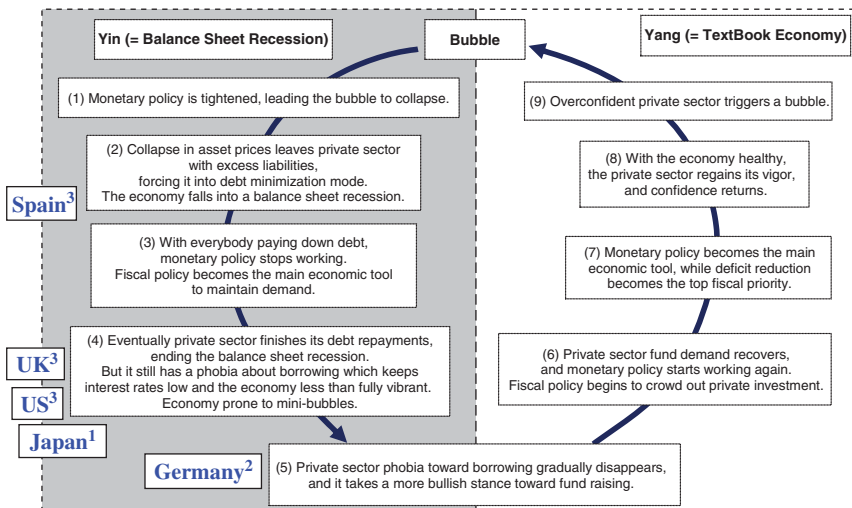 Yin (= Balance Sheet Recession)
Bubble
Yang (= TextBook Economy)
(1) Monetary policy is tightened, leading the bubble to collapse.
(2) Collapse in asset prices leaves private sector
with excess liabilities,
forcing it into debt minimization mode.
The economy falls into a balance sheet recession.
Spain³
(3) With everybody paying down debt,
monetary policy stops working.
Fiscal policy becomes the main economic tool
to maintain demand.
(4) Eventually private sector finishes its debt repayments,
ending the balance sheet recession.
But it still has a phobia about borrowing which keeps
interest rates low and the economy less than fully vibrant.
Economy prone to mini-bubbles.
UK³
US³
Japan¹
Germany²
(5) Private sector phobia toward borrowing gradually disappears,
and it takes a more bullish stance toward fund raising.
(6) Private sector fund demand recovers,
and monetary policy starts working again.
Fiscal policy begins to crowd out private investment.
(7) Monetary policy becomes the main
economic tool, while deficit reduction
becomes the top fiscal priority.
(8) With the economy healthy,
the private sector regains its vigor,
and confidence returns.
(9) Overconfident private sector triggers a bubble.